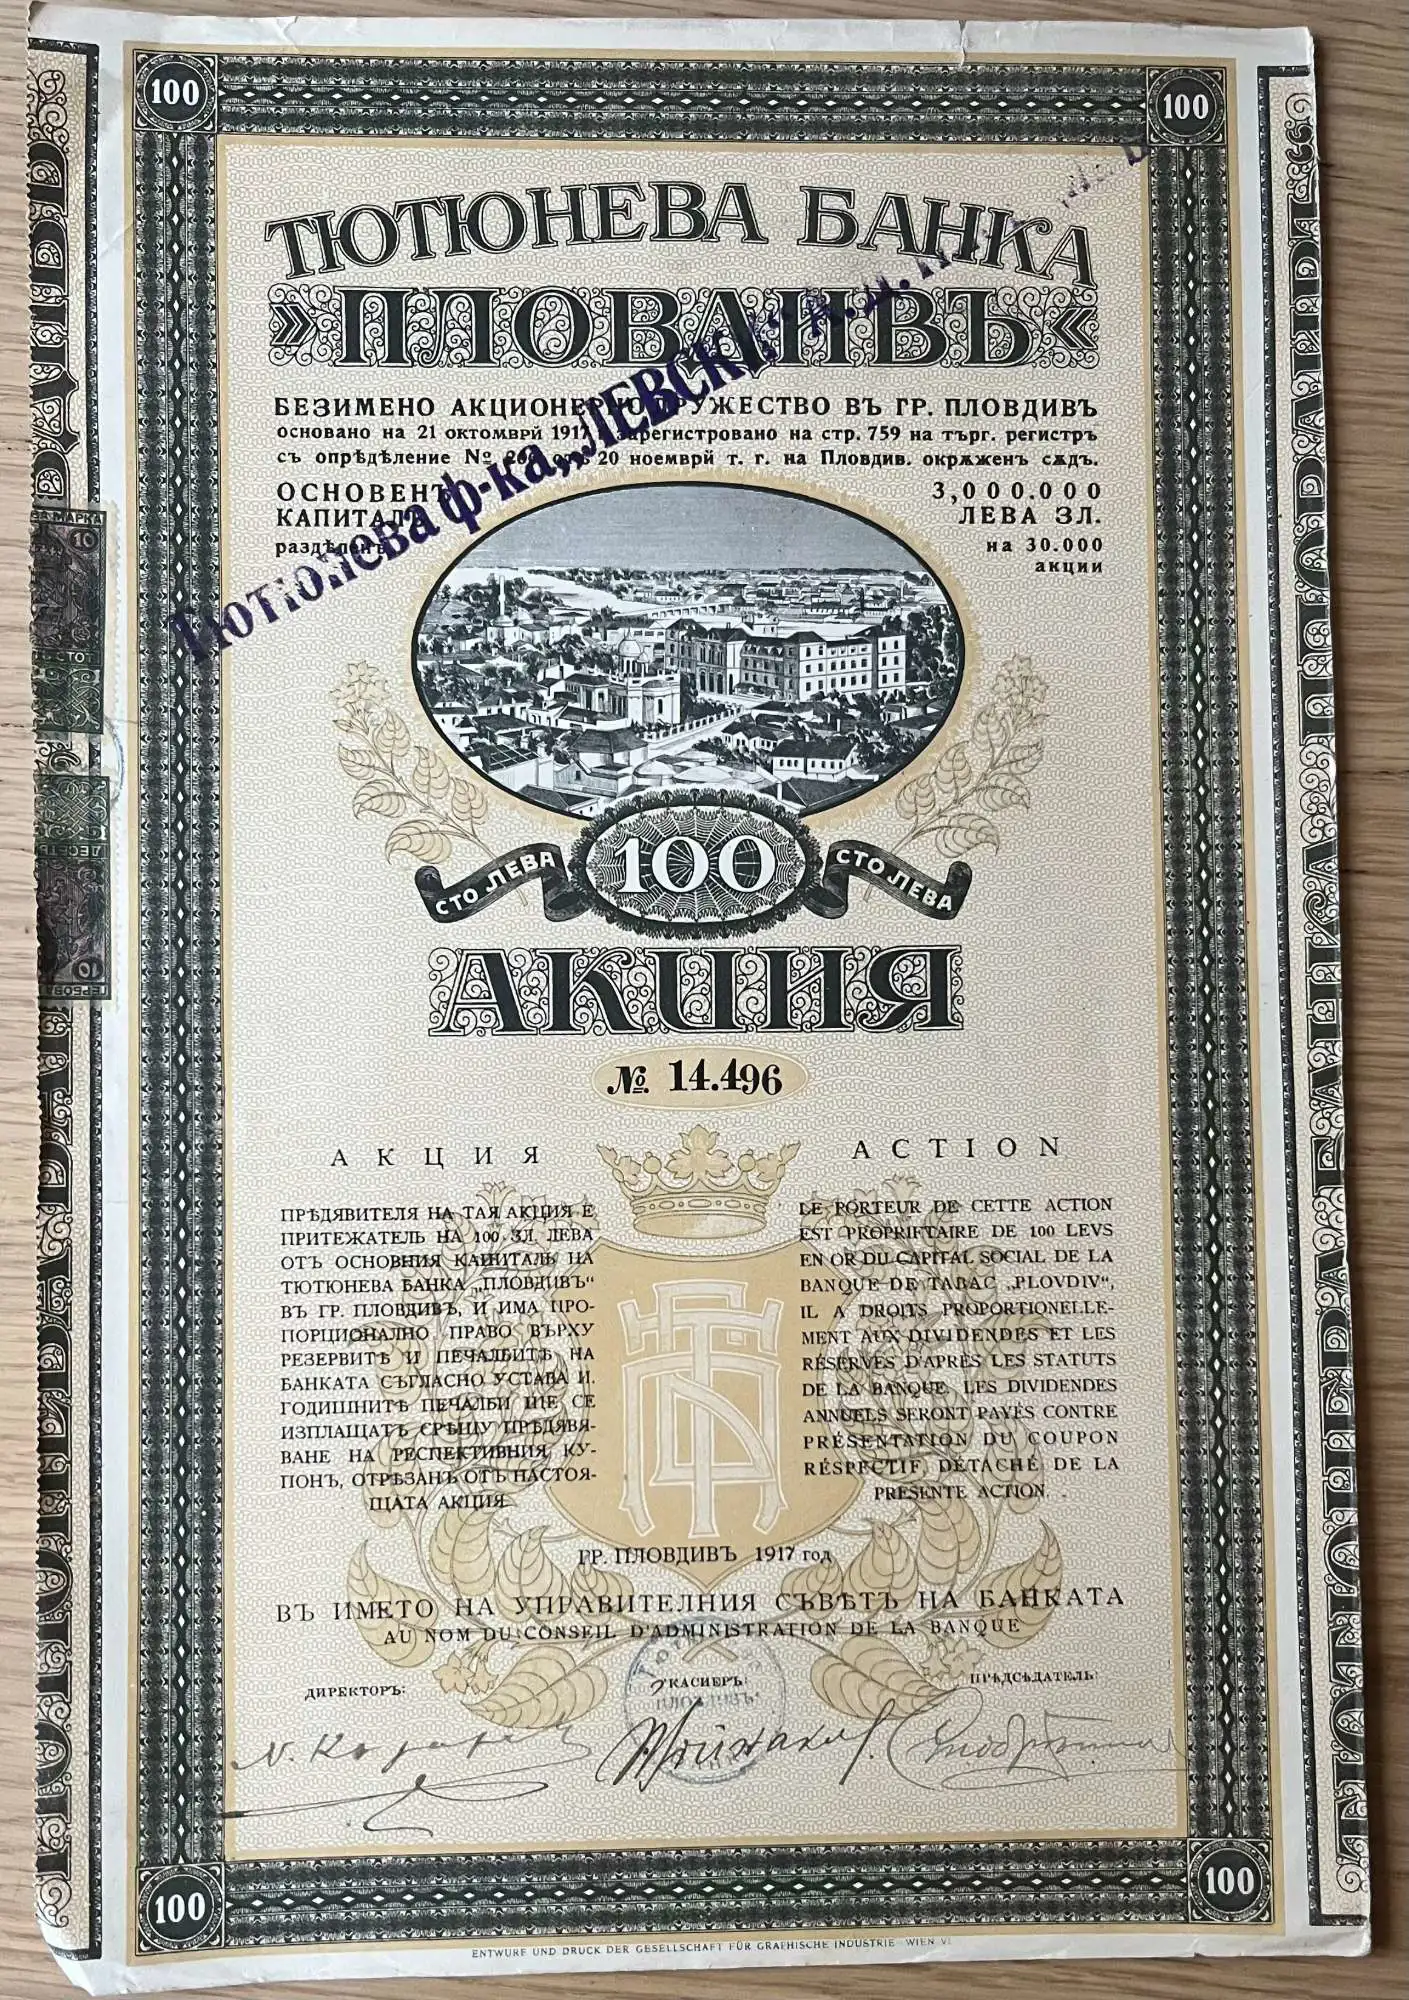 100
100
ТЮТЮНЕВА БАНКА
»ПЛОВДИВЪ«
БЕЗИМЕНО АКЦИОНЕРНО ДРУЖЕСТВО ВЪ ГР. ПЛОВДИВЪ
основано на 21 октомврй 1917 зарегистровано на стр. 759 на търг. регистръ
съ опрѣдѣление № отъ 20 ноемврй т. г. на Пловдив. окрѫженъ сѫдъ.
ОСНОВЕНЪ 3,000.000
КАПИТАЛЪ ЛЕВА ЗЛ.
раздѣленъ на 30.000
акции
Тютюнева ф-ка „ЛЕВСКИ“ А. Д.
СТО ЛЕВА 100 СТО ЛЕВА
АКЦИЯ
№. 14.496
АКЦИЯ
ПРѢДЯВИТЕЛЯ НА ТАЯ АКЦИЯ Е
ПРИТЕЖАТЕЛЬ НА 100 ЗЛ. ЛЕВА
ОТЪ ОСНОВНИЯ КАПИТАЛЪ НА
ТЮТЮНЕВА БАНКА „ПЛОВДИВЪ“
ВЪ ГР. ПЛОВДИВЪ, И ИМА ПРО-
ПОРЦИОНАЛНО ПРАВО ВЪРХУ
РЕЗЕРВИТѢ И ПЕЧАЛБИТѢ НА
БАНКАТА СЪГЛАСНО УСТАВА И.
ГОДИШНИТѢ ПЕЧАЛБИ ЩЕ СЕ
ИЗПЛАЩАТЪ СРѢЩУ ПРѢДЯВЯ-
ВАНЕ НА РЕСПЕКТИВНИЯ КУ-
ПОНЪ, ОТРѢЗАНЪ ОТЪ НАСТОЯ-
ЩАТА АКЦИЯ.
ACTION
LE PORTEUR DE CETTE ACTION
EST PROPRIETAIRE DE 100 LEVS
EN OR DU CAPITAL SOCIAL DE LA
BANQUE DE TABAC „PLOVDIV“,
IL A DROITS PROPORTIONELLE-
MENT AUX DIVIDENDES ET LES
RÉSERVES D'APRÈS LES STATUTS
DE LA BANQUE. LES DIVIDENDES
ANNUELS SERONT PAYÉS CONTRE
PRÉSENTATION DU COUPON
RÉSPECTIF, DÉTACHÉ DE LA
PRÉSENTE ACTION.
ГР. ПЛОВДИВЪ 1917 год
ВЪ ИМЕТО НА УПРАВИТЕЛНИЯ СЪВѢТЪ НА БАНКАТА
AU NOM DU CONSEIL D'ADMINISTRATION DE LA BANQUE
ДИРЕКТОРЪ: КАСИЕРЪ: ПРѢДСѢДАТЕЛЬ:
100
100
ENTWURF UND DRUCK DER GESELLSCHAFT FÜR GRAPHISCHE INDUSTRIE WIEN VI